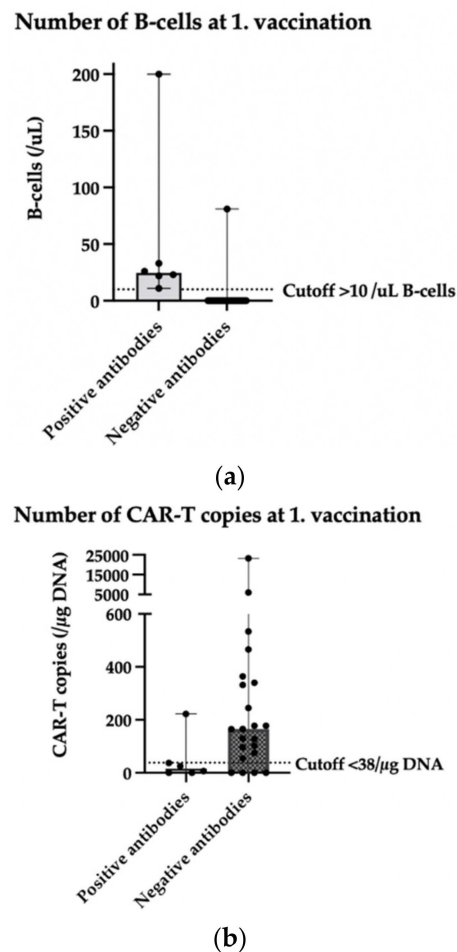 Number of B-cells at 1. vaccination
B-cells (/uL)
200
150
100
50
0
Cutoff >10 /uL B-cells
Positive antibodies
Negative antibodies
(a)
Number of CAR-T copies at 1. vaccination
CAR-T copies (/µg DNA)
25000
15000
5000
600
400
200
0
Cutoff <38/µg DNA
Positive antibodies
Negative antibodies
(b)